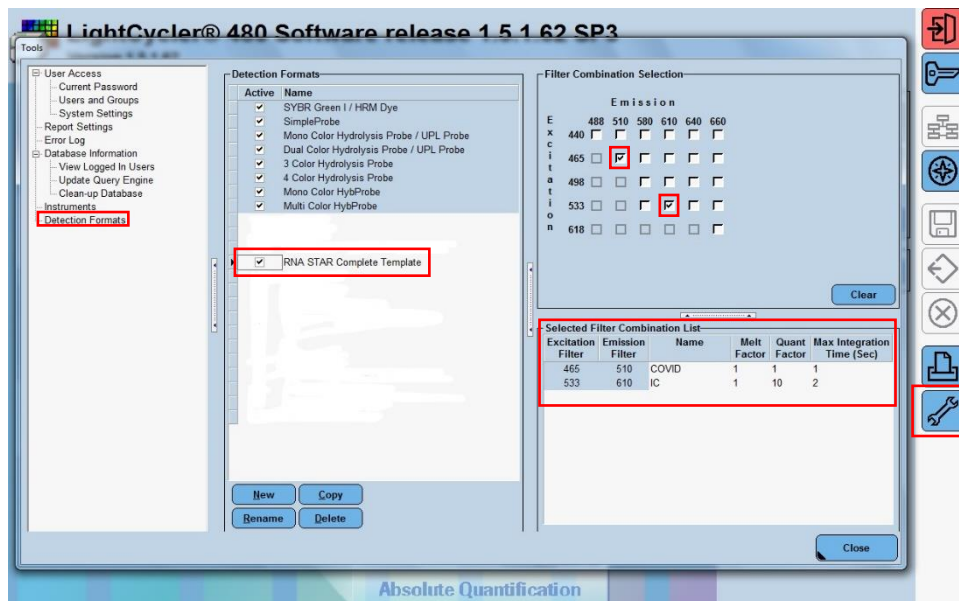 LightCycler® 480 Software release 1.5.1.62 SP3
Tools
User Access
Current Password
Users and Groups
System Settings
Report Settings
Error Log
Database Information
View Logged In Users
Update Query Engine
Clean-up Database
Instruments
Detection Formats
Detection Formats
Active Name
SYBR Green I / HRM Dye
SimpleProbe
Mono Color Hydrolysis Probe / UPL Probe
Dual Color Hydrolysis Probe / UPL Probe
3 Color Hydrolysis Probe
4 Color Hydrolysis Probe
Mono Color HybProbe
Multi Color HybProbe
RNA STAR Complete Template
New Copy
Rename Delete
Filter Combination Selection
Emission
Excitation
488 510 580 610 640 660
440
465
498
533
618
Clear
Selected Filter Combination List
Excitation Filter Emission Filter Name Melt Factor Quant Factor Max Integration Time (Sec)
465 510 COVID 1 1 1
533 610 IC 1 10 2
Close
Absolute Quantification